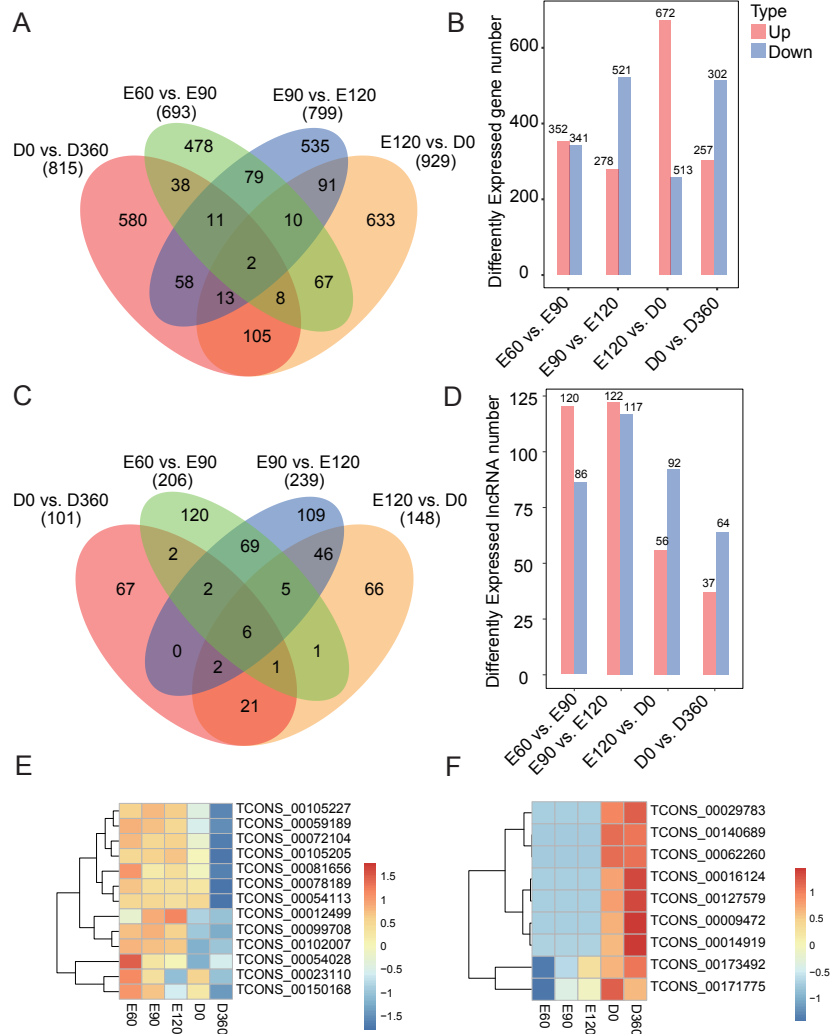 A
E60 vs. E90
(693)
E90 vs. E120
(799)
D0 vs. D360
(815)
E120 vs. D0
(929)
478
535
38
79
91
580
11
10
633
2
58
13
8
67
105
B
Type
Up
Down
Differently Expressed gene number
600
400
200
0
352
341
278
521
672
513
257
302
E60 vs. E90
E90 vs. E120
E120 vs. D0
D0 vs. D360
C
E60 vs. E90
(206)
E90 vs. E120
(239)
D0 vs. D360
(101)
E120 vs. D0
(148)
120
109
2
69
46
67
2
5
66
6
0
2
1
1
21
D
Differently Expressed lncRNA number
125
100
75
50
25
0
120
86
122
117
56
92
37
64
E60 vs. E90
E90 vs. E120
E120 vs. D0
D0 vs. D360
E
TCONS_00105227
TCONS_00059189
TCONS_00072104
TCONS_00105205
TCONS_00081656
TCONS_00078189
TCONS_00054113
TCONS_00012499
TCONS_00099708
TCONS_00102007
TCONS_00054028
TCONS_00023110
TCONS_00150168
E60
E90
E120
D0
D360
1.5
1
0.5
0
−0.5
−1
−1.5
F
TCONS_00029783
TCONS_00140689
TCONS_00062260
TCONS_00016124
TCONS_00127579
TCONS_00009472
TCONS_00014919
TCONS_00173492
TCONS_00171775
E60
E90
E120
D0
D360
1
0.5
0
−0.5
−1